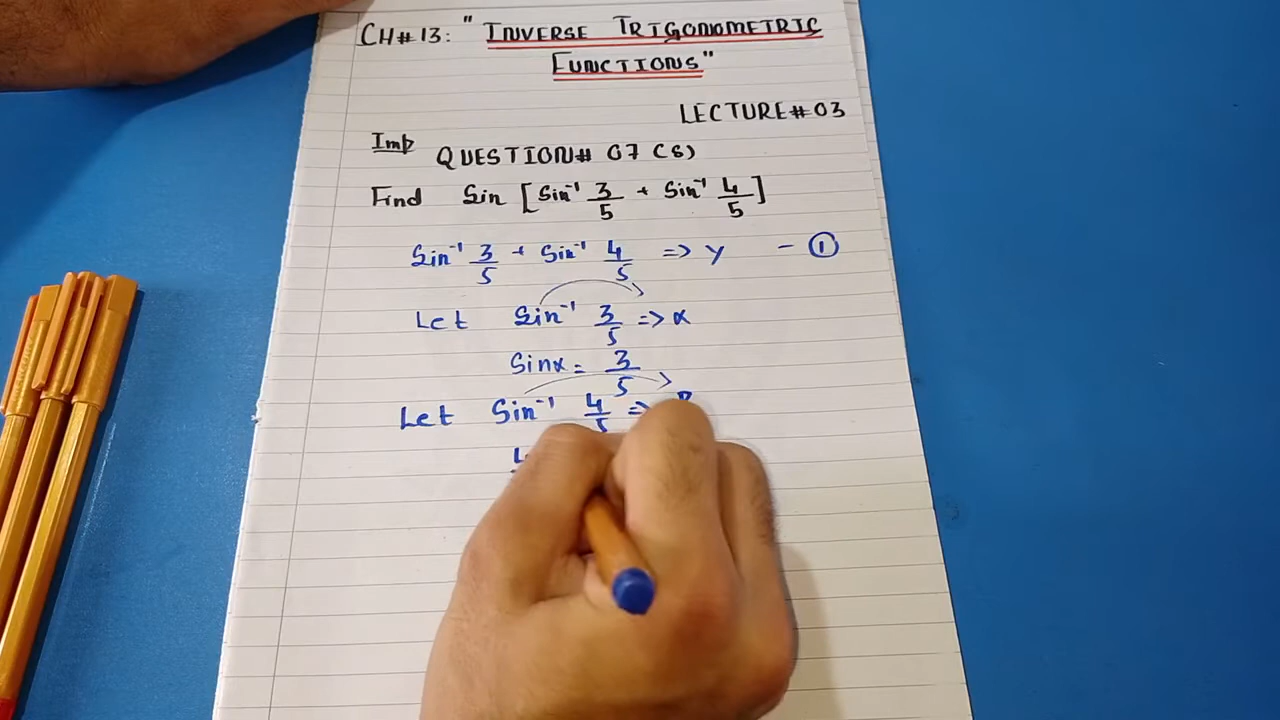 CH#13: "INVERSE TRIGONOMETRIC
FUNCTIONS"
LECTURE#03
Imp
QUESTION# 07 (8)
Find Sin [Sin⁻¹ 3/5 + Sin⁻¹ 4/5]
Sin⁻¹ 3/5 + Sin⁻¹ 4/5 => y - ①
Let Sin⁻¹ 3/5 => α
Sinα = 3/5
Let Sin⁻¹ 4/5 =>